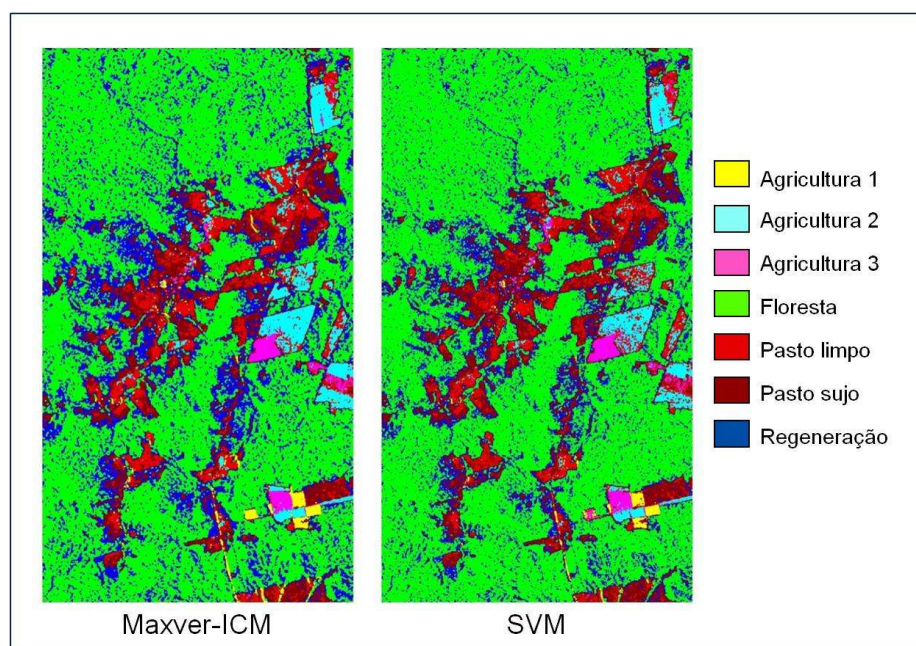 Agricultura 1
Agricultura 2
Agricultura 3
Floresta
Pasto limpo
Pasto sujo
Regeneração
Maxver-ICM
SVM